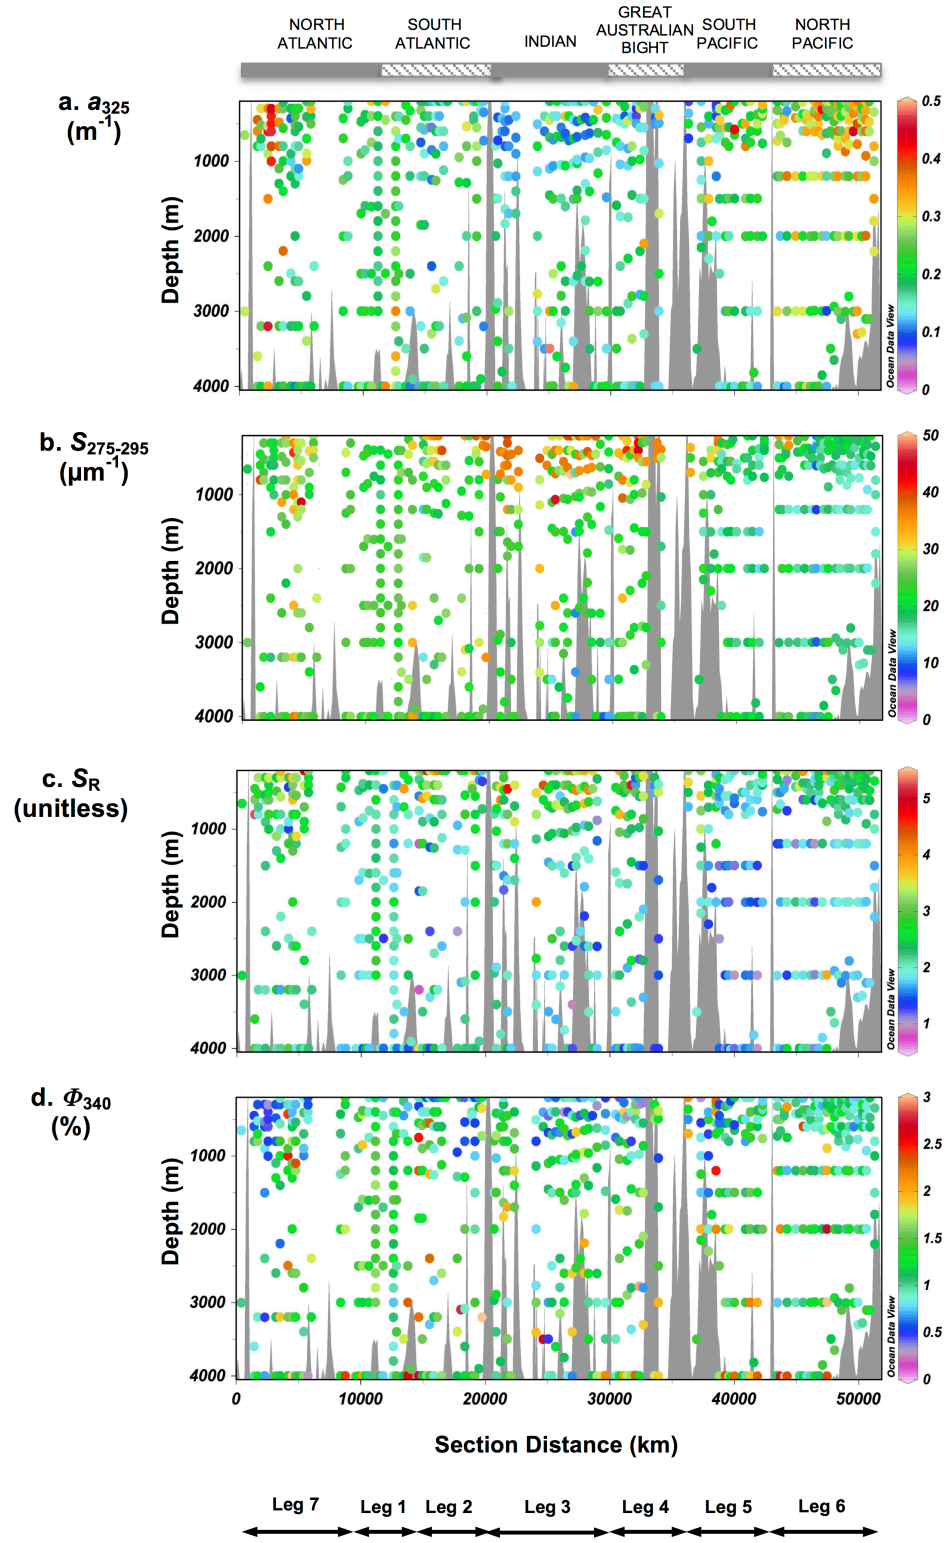 NORTH ATLANTIC
SOUTH ATLANTIC
INDIAN
GREAT AUSTRALIAN BIGHT
SOUTH PACIFIC
NORTH PACIFIC
a. a325
(m-1)
Depth (m)
1000
2000
3000
4000
Ocean Data View
0.5
0.4
0.3
0.2
0.1
0
b. S275-295
(µm-1)
Depth (m)
1000
2000
3000
4000
Ocean Data View
50
40
30
20
10
0
c. SR
(unitless)
Depth (m)
1000
2000
3000
4000
Ocean Data View
5
4
3
2
1
d. Φ340
(%)
Depth (m)
1000
2000
3000
4000
Ocean Data View
3
2.5
2
1.5
1
0.5
0
0 10000 20000 30000 40000 50000
Section Distance (km)
Leg 7 Leg 1 Leg 2 Leg 3 Leg 4 Leg 5 Leg 6